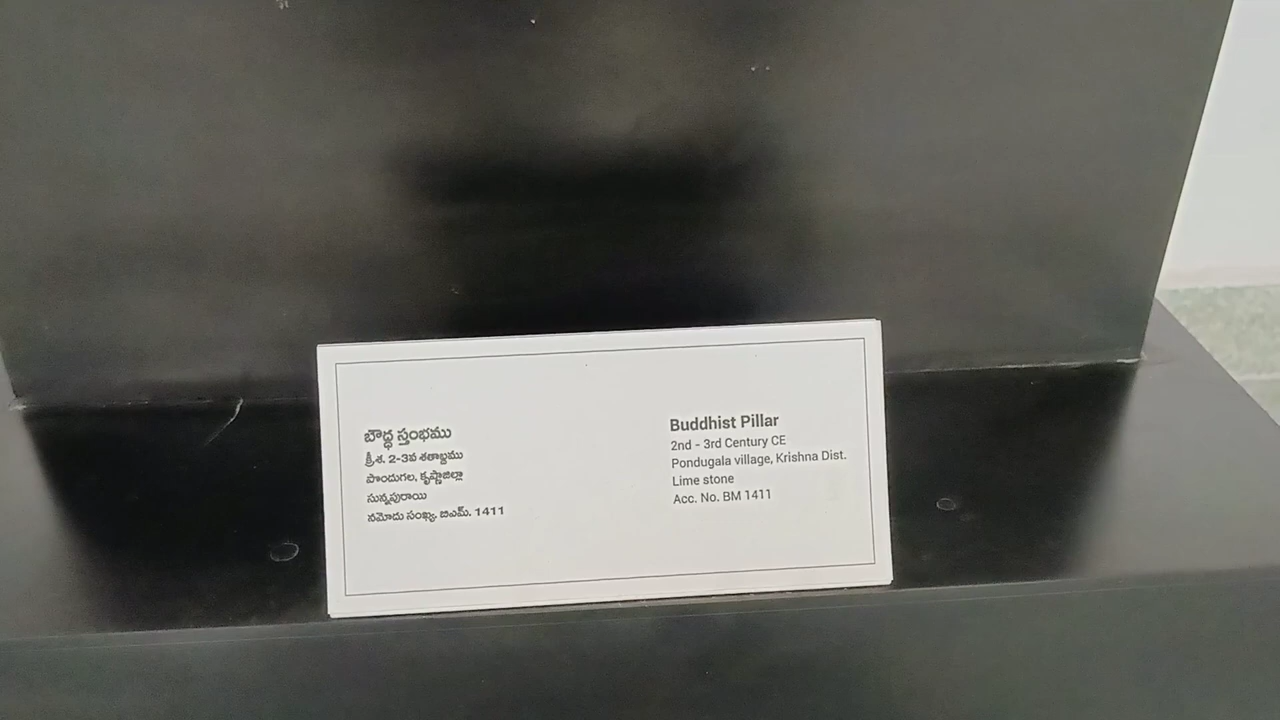 బౌద్ధ స్తంభము
క్రీ.శ. 2-3వ శతాబ్దము
పొందుగల, కృష్ణాజిల్లా
సున్నపురాయి
నమోదు సంఖ్య. బిఎమ్. 1411
Buddhist Pillar
2nd - 3rd Century CE
Pondugala village, Krishna Dist.
Lime stone
Acc. No. BM 1411